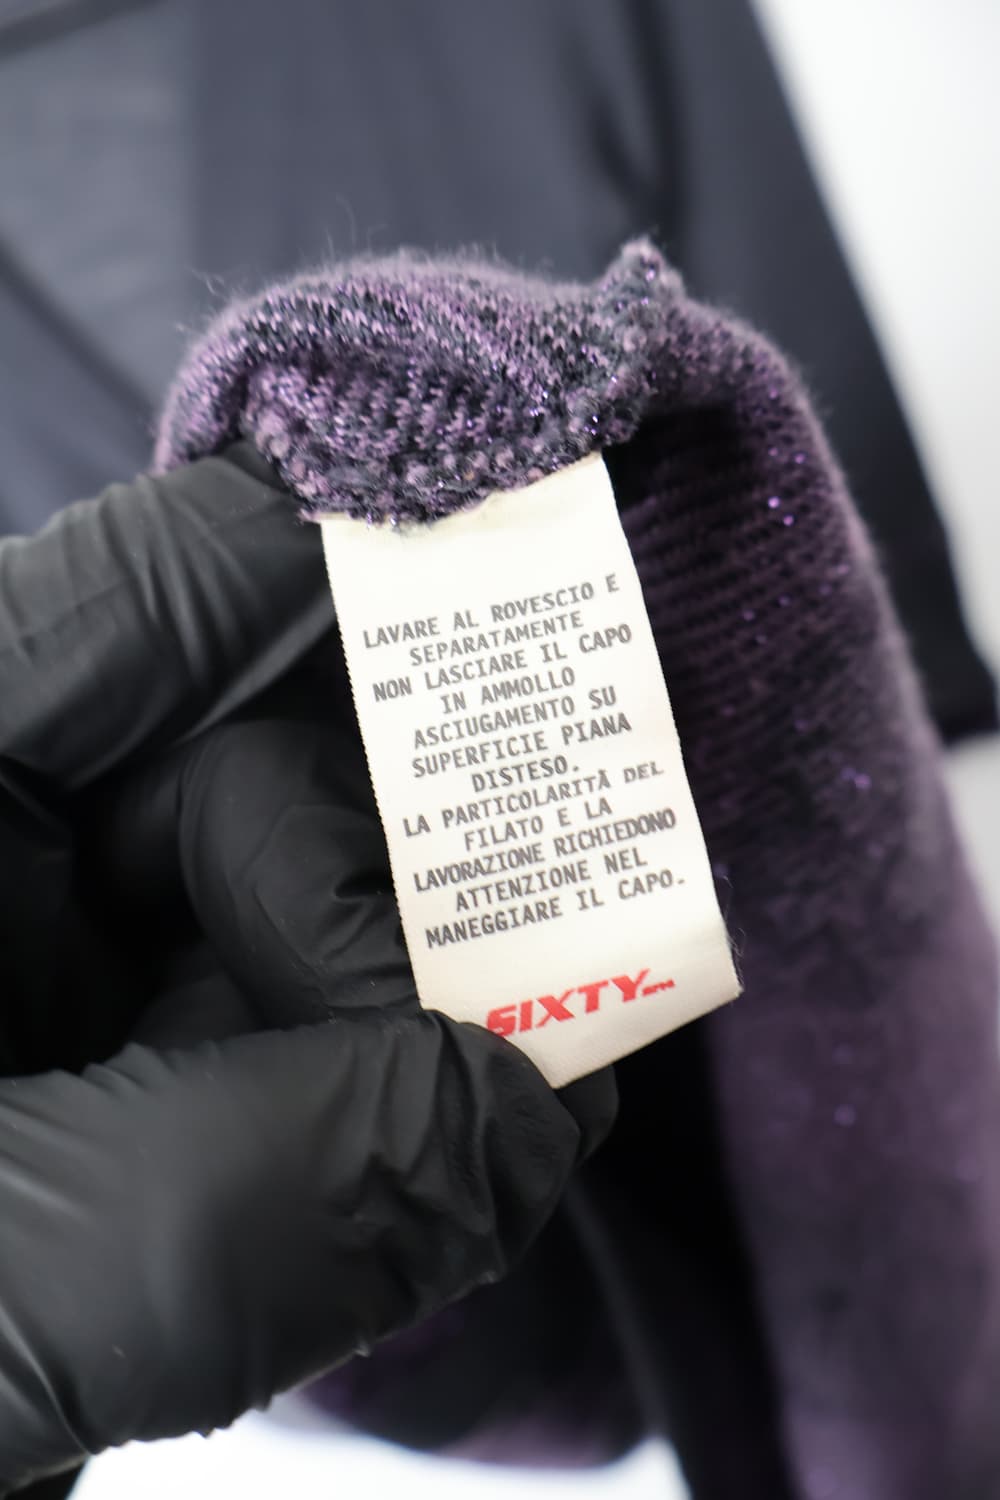 LAVARE AL ROVESCIO E
SEPARATAMENTE
NON LASCIARE IL CAPO
IN AMMOLLO
ASCIUGAMENTO SU
SUPERFICIE PIANA
DISTESO.
LA PARTICOLARITÀ DEL
FILATO E LA
LAVORAZIONE RICHIEDONO
ATTENZIONE NEL
MANEGGIARE IL CAPO.
SIXTY